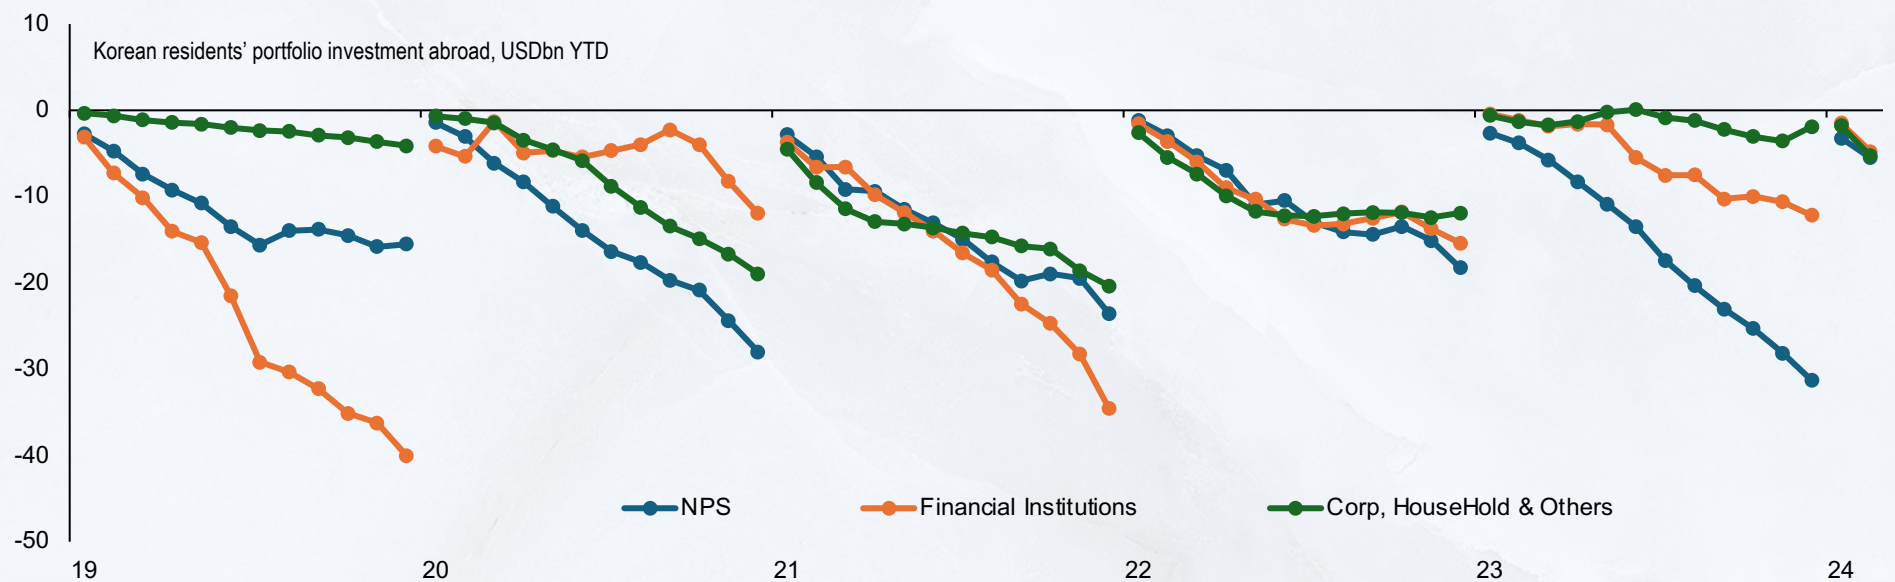 10
Korean residents’ portfolio investment abroad, USDbn YTD
0
-10
-20
-30
-40
NPS Financial Institutions Corp, HouseHold & Others
-50
19 20 21 22 23 24